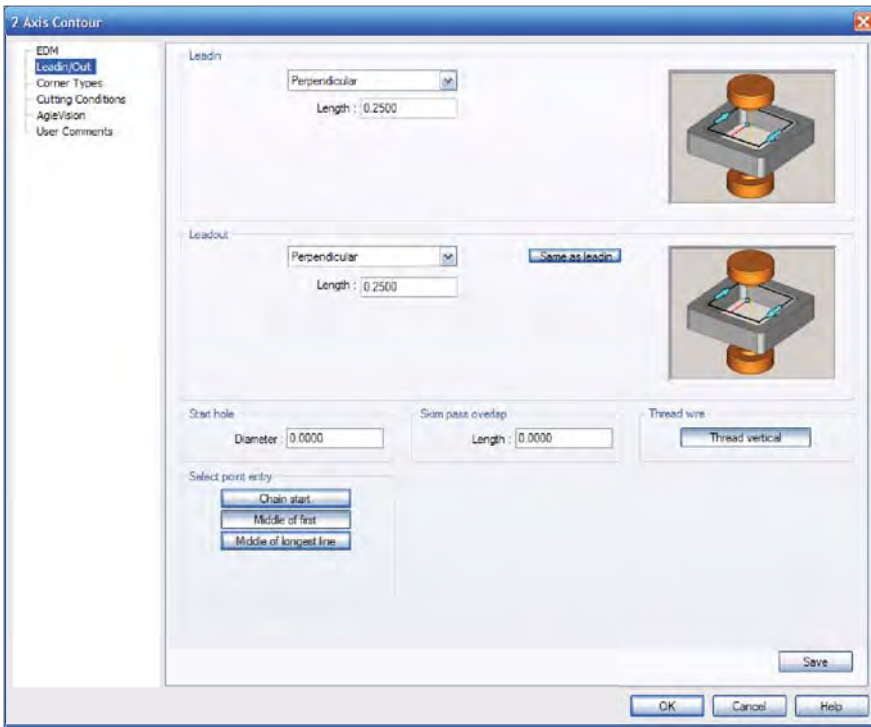 2 Axis Contour
EDM
Leadin/Out
Corner Types
Cutting Conditions
AgieVision
User Comments
Leadin
Perpendicular
Length : 0.2500
Leadout
Perpendicular
Same as leadin
Length : 0.2500
Start hole
Diameter : 0.0000
Skim pass overlap
Length : 0.0000
Thread wire
Thread vertical
Select point entry
Chain start
Middle of first
Middle of longest line
Save
OK
Cancel
Help